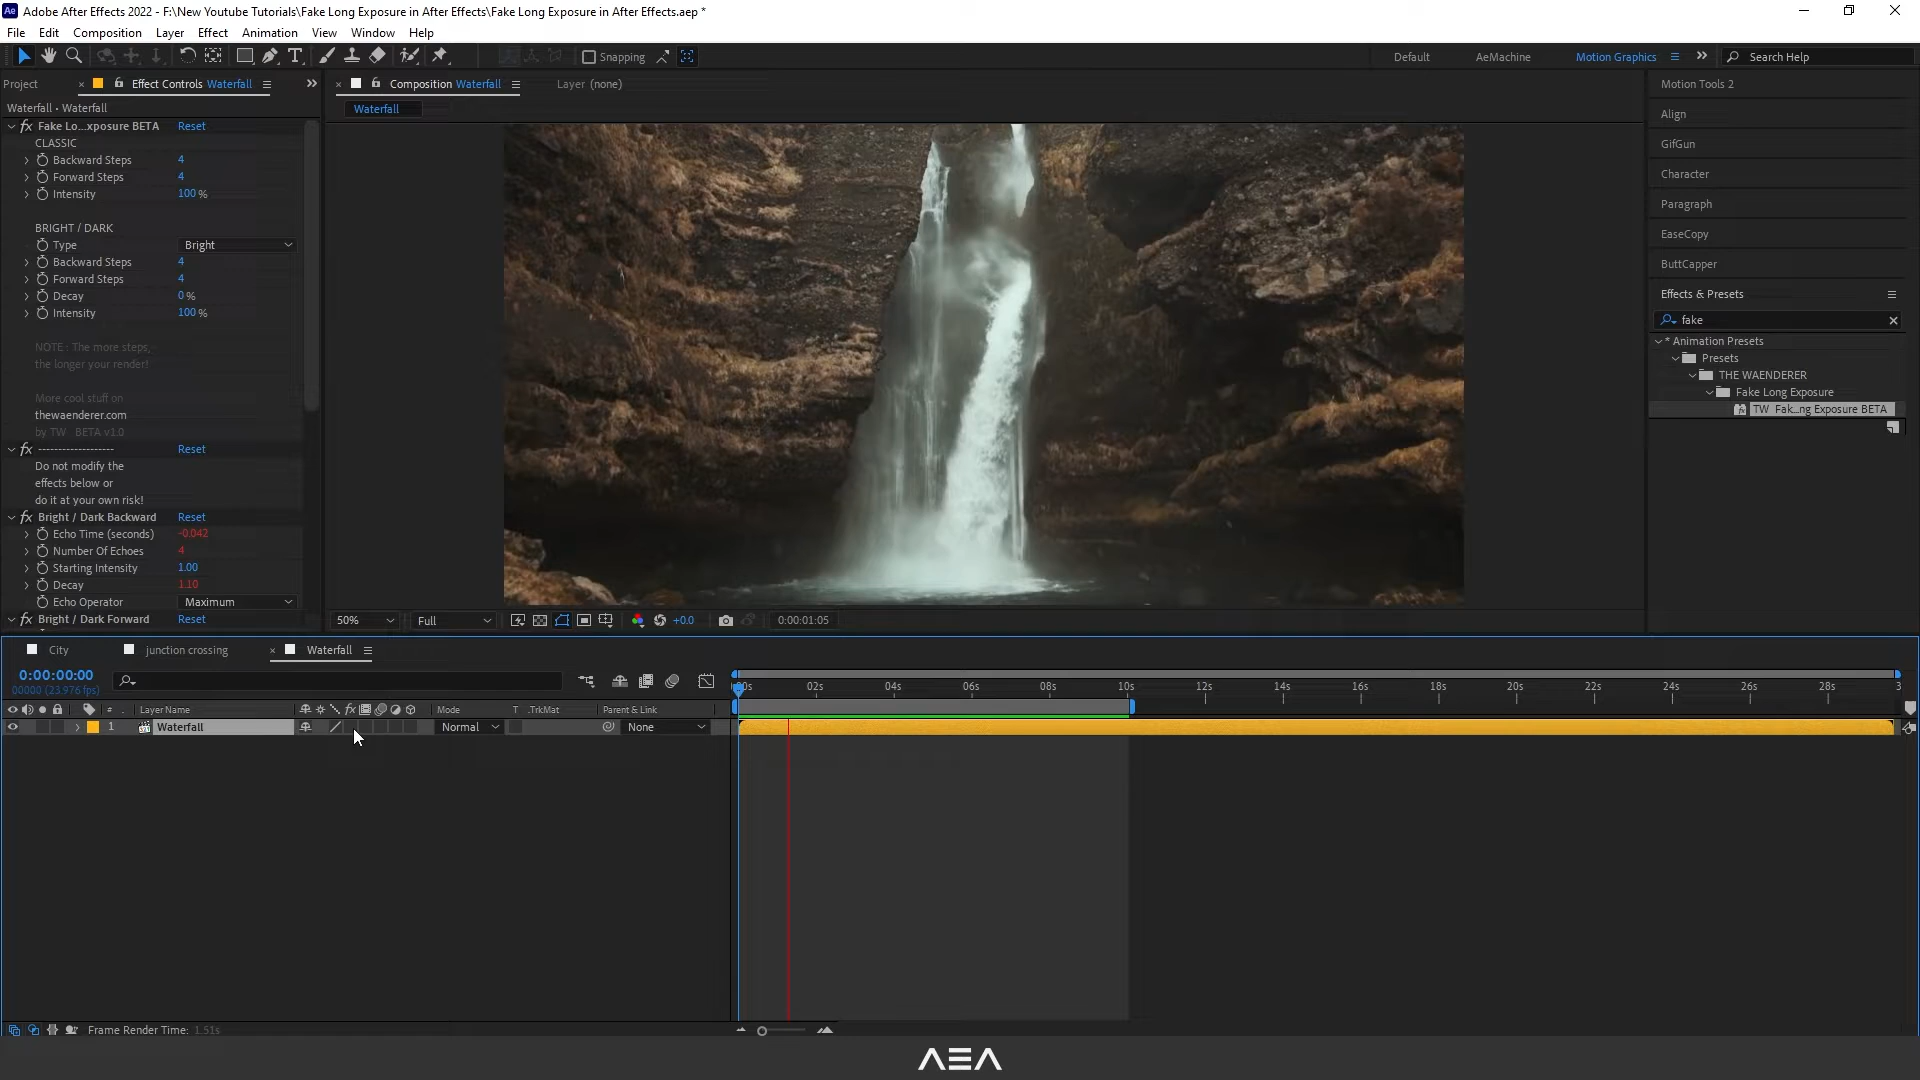 Adobe After Effects 2022 - F:\New Youtube Tutorials\Fake Long Exposure in After Effects\Fake Long Exposure in After Effects.aep *
File Edit Composition Layer Effect Animation View Window Help
Snapping
Default AeMachine Motion Graphics Search Help
Project Effect Controls Waterfall
Composition Waterfall Layer (none)
Waterfall • Waterfall
Waterfall
fx Fake Lo...xposure BETA Reset
CLASSIC
Backward Steps 4
Forward Steps 4
Intensity 100 %
BRIGHT / DARK
Type Bright
Backward Steps 4
Forward Steps 4
Decay 0 %
Intensity 100 %
NOTE : The more steps,
the longer your render!
More cool stuff on
thewaenderer.com
by TW BETA v1.0
fx -------------------- Reset
Do not modify the
effects below or
do it at your own risk!
fx Bright / Dark Backward Reset
Echo Time (seconds) -0.042
Number Of Echoes 4
Starting Intensity 1.00
Decay 1.10
Echo Operator Maximum
fx Bright / Dark Forward Reset
50% Full +0.0 0:00:01:05
Motion Tools 2
Align
GifGun
Character
Paragraph
EaseCopy
ButtCapper
Effects & Presets
fake
* Animation Presets
Presets
THE WAENDERER
Fake Long Exposure
TW Fak...ng Exposure BETA
City junction crossing Waterfall
0:00:00:00
00000 (23.976 fps)
00s 02s 04s 06s 08s 10s 12s 14s 16s 18s 20s 22s 24s 26s 28s 3
# Layer Name fx Mode T .TrkMat Parent & Link
1 Waterfall Normal None
Frame Render Time: 1.51s